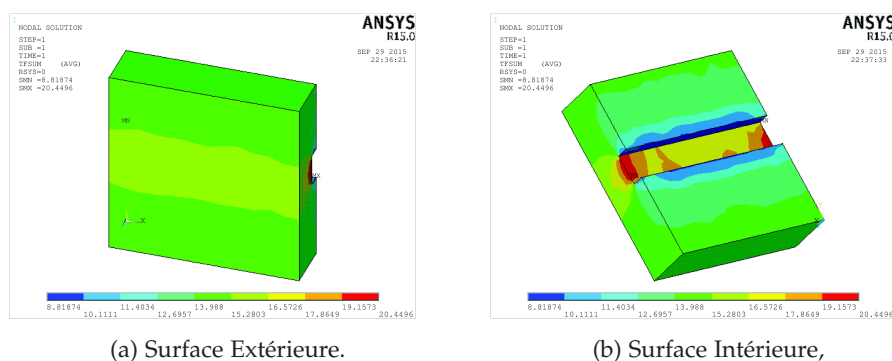 1
NODAL SOLUTION
STEP=1
SUB =1
TIME=1
TFSUM (AVG)
RSYS=0
SMN =8.81874
SMX =20.4496
ANSYS
R15.0
SEP 29 2015
22:36:21
MN
MX
X
8.81874 11.4034 13.988 16.5726 19.1573
10.1111 12.6957 15.2803 17.8649 20.4496
(a) Surface Extérieure.
1
NODAL SOLUTION
STEP=1
SUB =1
TIME=1
TFSUM (AVG)
RSYS=0
SMN =8.81874
SMX =20.4496
ANSYS
R15.0
SEP 29 2015
22:37:33
X
8.81874 11.4034 13.988 16.5726 19.1573
10.1111 12.6957 15.2803 17.8649 20.4496
(b) Surface Intérieure,